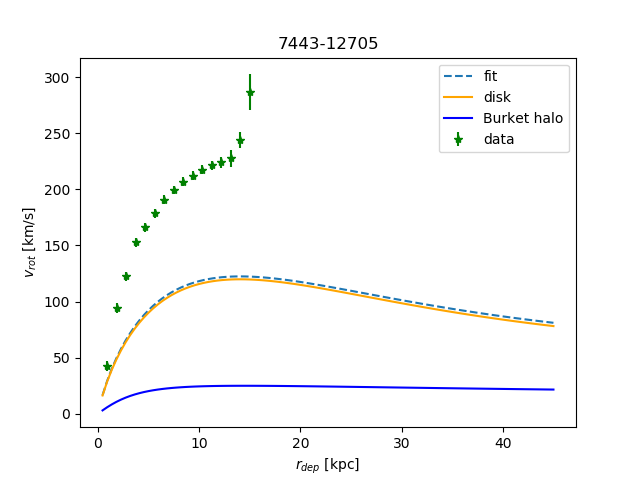 7443-12705
300
250
200
150
100
50
0
v_rot [km/s]
fit
disk
Burket halo
data
0 10 20 30 40
r_dep [kpc]